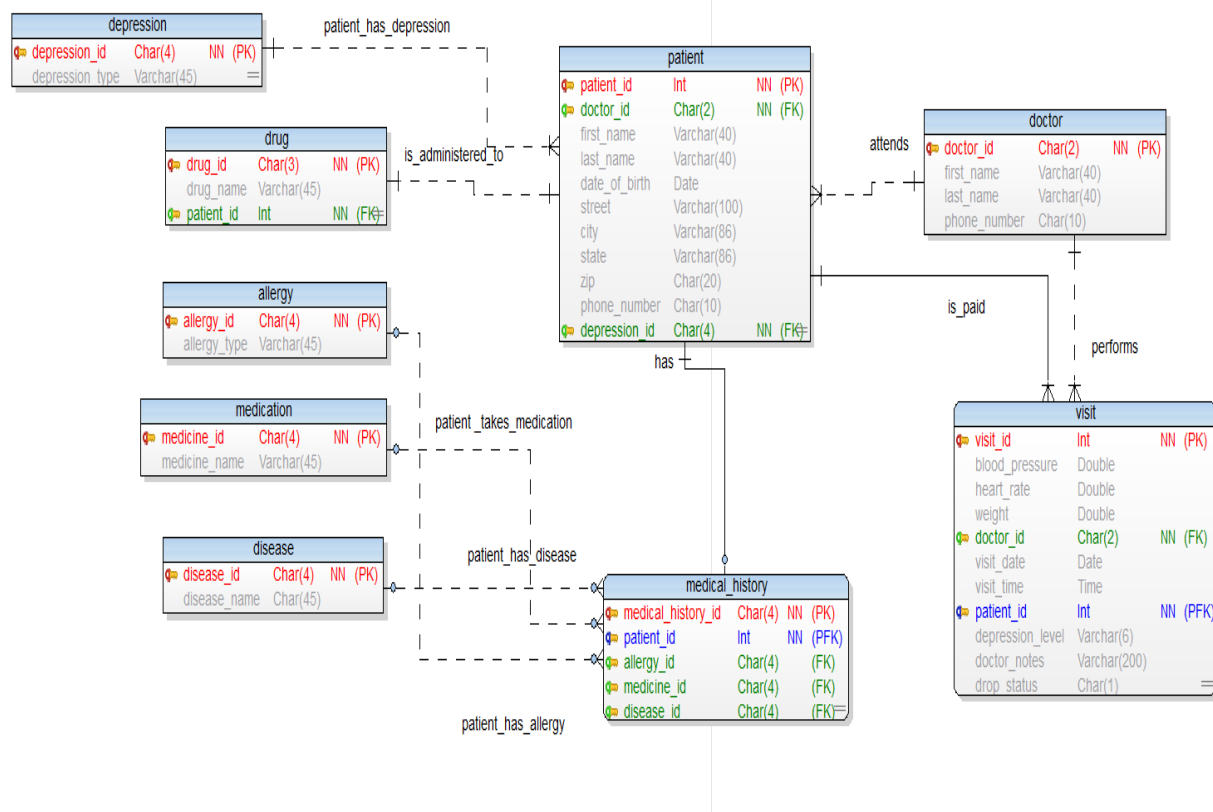 depression
depression_id Char(4) NN (PK)
depression_type Varchar(45)
patient_has_depression
patient
patient_id Int NN (PK)
doctor_id Char(2) NN (FK)
first_name Varchar(40)
last_name Varchar(40)
date_of_birth Date
street Varchar(100)
city Varchar(86)
state Varchar(86)
zip Char(20)
phone_number Char(10)
depression_id Char(4) NN (FK)
drug
drug_id Char(3) NN (PK)
drug_name Varchar(45)
patient_id Int NN (FK)
is_administered_to
attends
doctor
doctor_id Char(2) NN (PK)
first_name Varchar(40)
last_name Varchar(40)
phone_number Char(10)
allergy
allergy_id Char(4) NN (PK)
allergy_type Varchar(45)
is_paid
performs
has
medication
medicine_id Char(4) NN (PK)
medicine_name Varchar(45)
patient_takes_medication
visit
visit_id Int NN (PK)
blood_pressure Double
heart_rate Double
weight Double
doctor_id Char(2) NN (FK)
visit_date Date
visit_time Time
patient_id Int NN (PFK)
depression_level Varchar(6)
doctor_notes Varchar(200)
drop_status Char(1)
disease
disease_id Char(4) NN (PK)
disease_name Char(45)
patient_has_disease
medical_history
medical_history_id Char(4) NN (PK)
patient_id Int NN (PFK)
allergy_id Char(4) (FK)
medicine_id Char(4) (FK)
disease_id Char(4) (FK)
patient_has_allergy